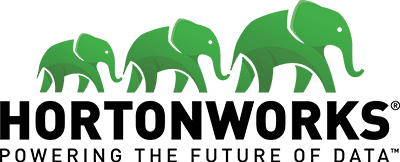 HORTONWORKS®
POWERING THE FUTURE OF DATA™